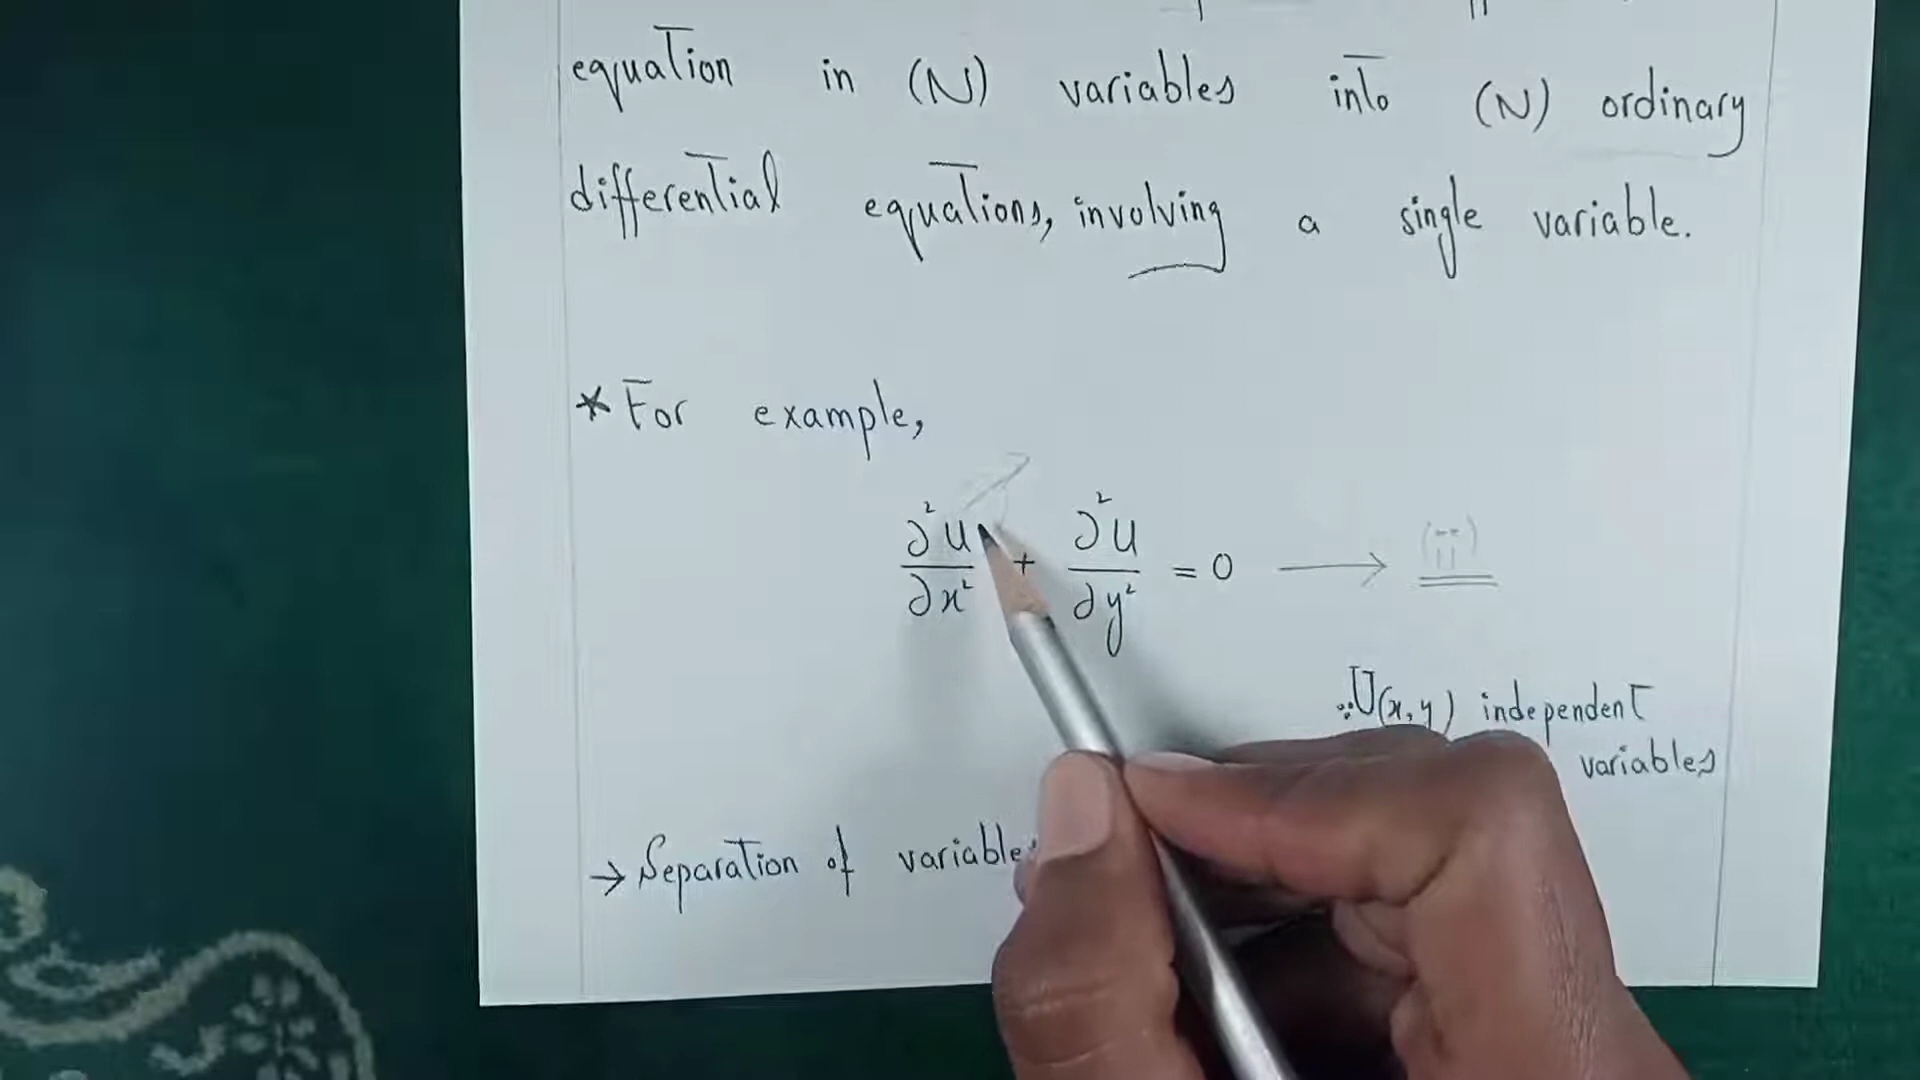 equation in (N) variables into (N) ordinary
differential equations, involving a single variable.
* For example,
∂²U/∂x² + ∂²U/∂y² = 0 →
∵ U(x,y) independent
variables
→ Separation of variables